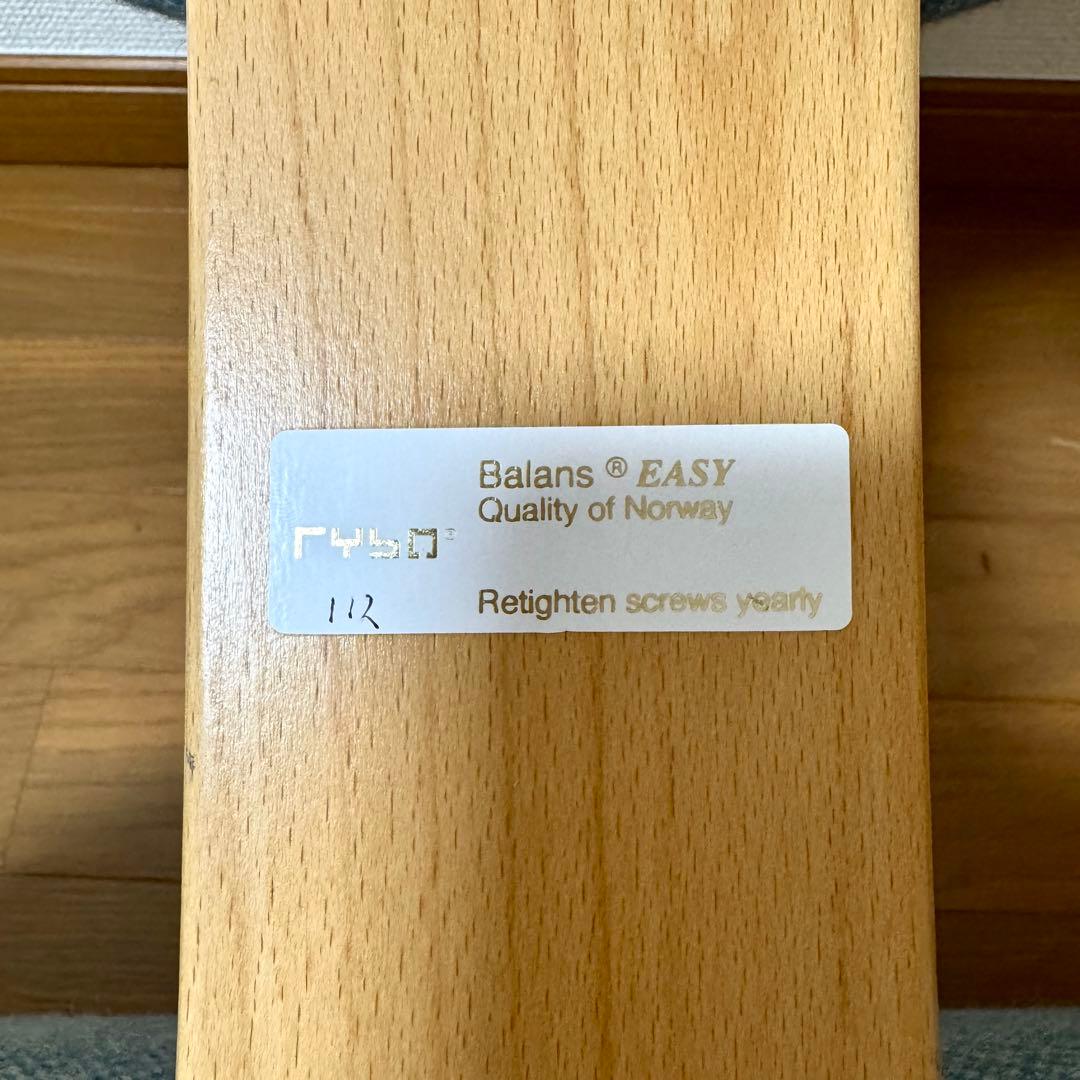 Balans ® EASY
Quality of Norway
rybo®
112
Retighten screws yearly